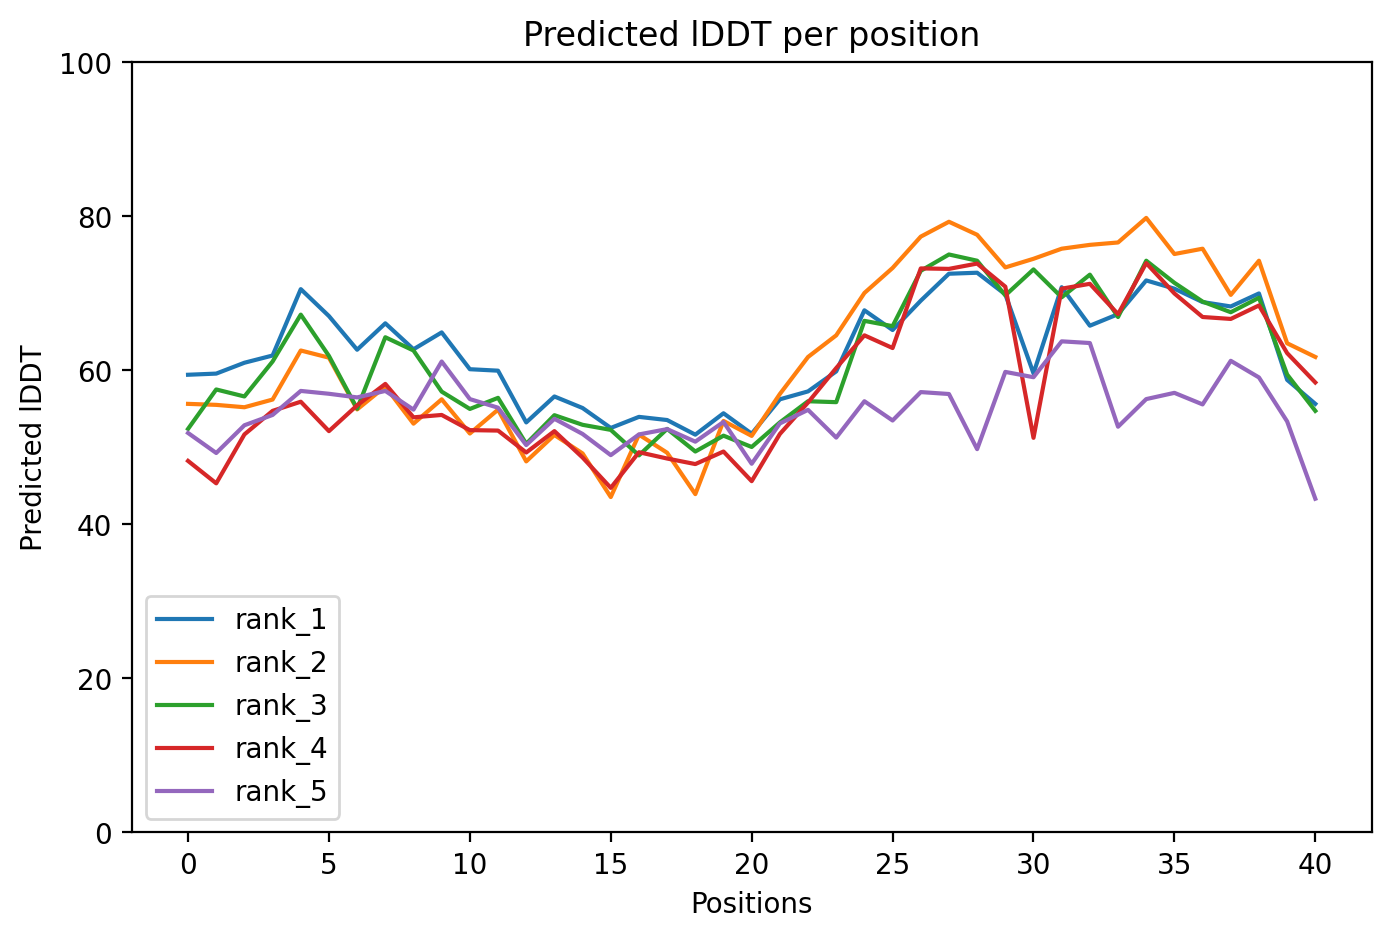 Predicted lDDT per position
100
80
60
40
20
0
Predicted lDDT
rank_1
rank_2
rank_3
rank_4
rank_5
0 5 10 15 20 25 30 35 40
Positions